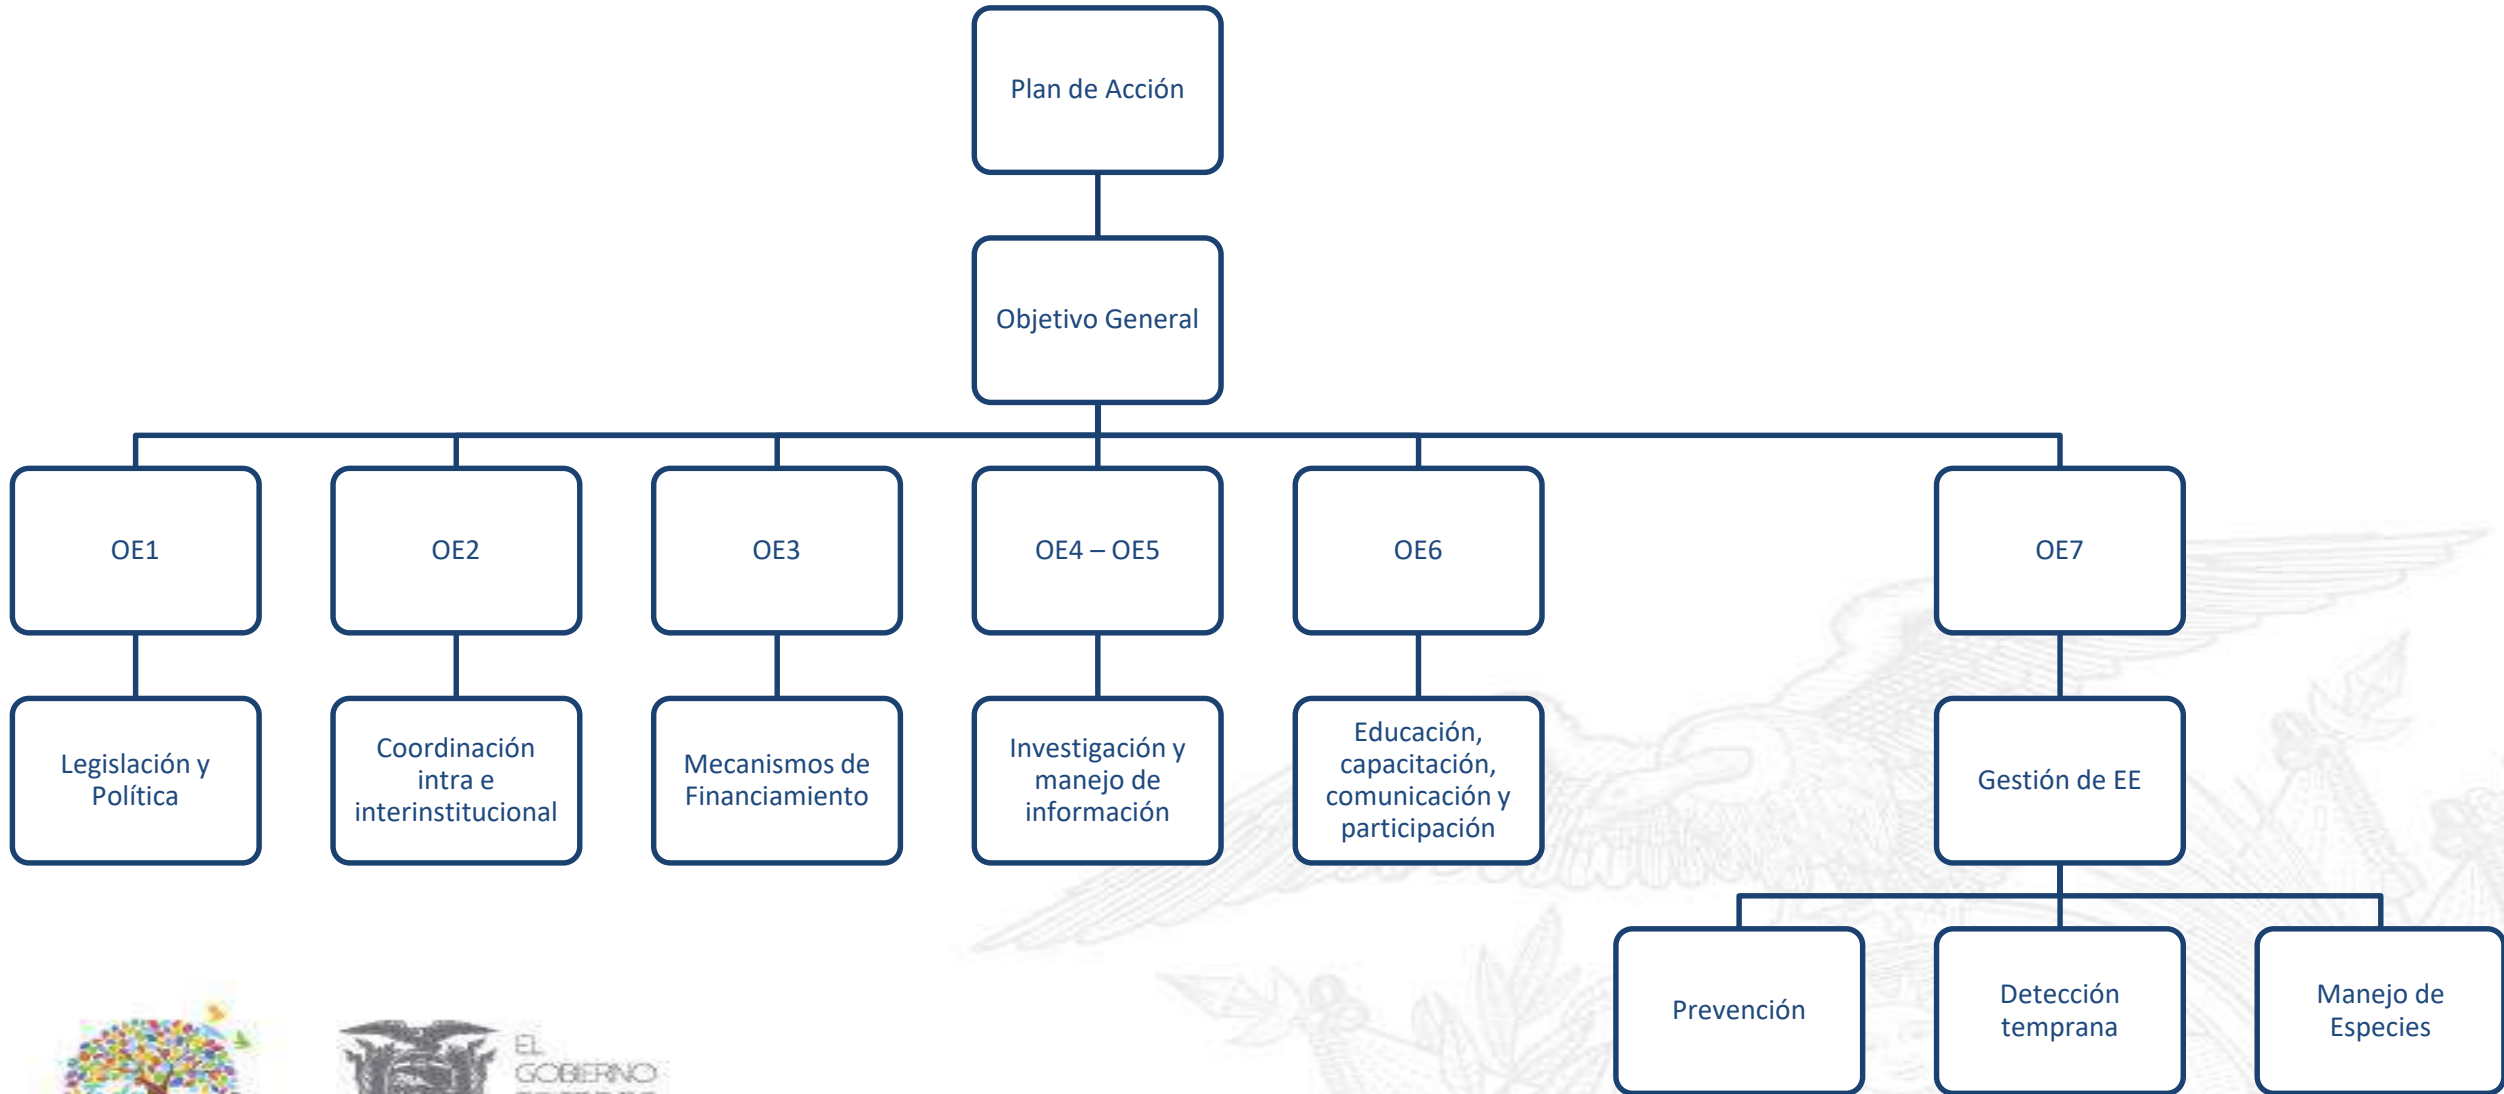 Plan de Acción
Objetivo General
OE1
OE2
OE3
OE4 – OE5
OE6
OE7
Legislación y
Política
Coordinación
intra e
interinstitucional
Mecanismos de
Financiamiento
Investigación y
manejo de
información
Educación,
capacitación,
comunicación y
participación
Gestión de EE
Prevención
Detección
temprana
Manejo de
Especies
EL
GOBIERNO